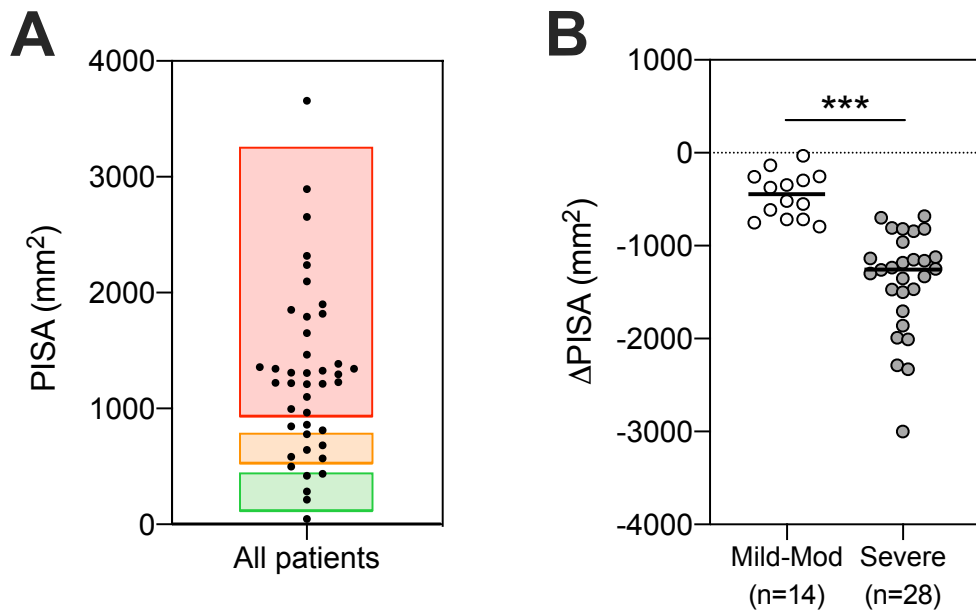 A
PISA (mm²)
4000
3000
2000
1000
0
All patients
B
ΔPISA (mm²)
1000
0
-1000
-2000
-3000
-4000
***
Mild-Mod
(n=14)
Severe
(n=28)